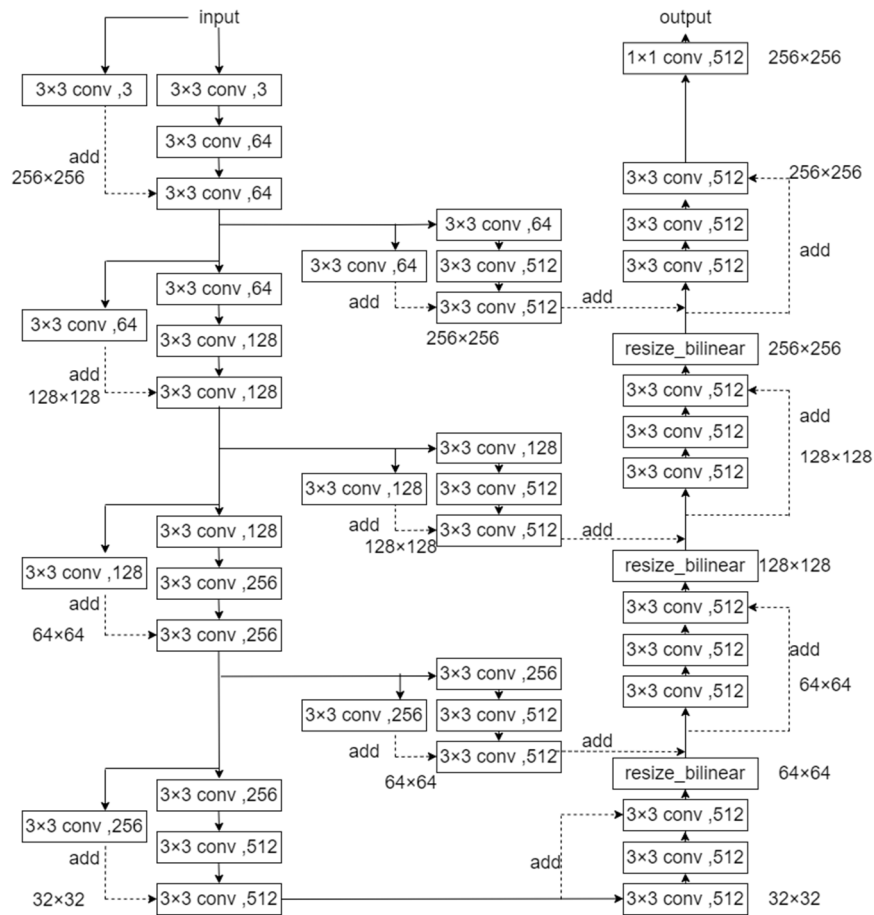 input
output
1×1 conv ,512
256×256
3×3 conv ,3
3×3 conv ,3
3×3 conv ,64
add
256×256
3×3 conv ,64
3×3 conv ,512
256×256
3×3 conv ,64
3×3 conv ,512
add
3×3 conv ,64
3×3 conv ,512
3×3 conv ,512
3×3 conv ,64
add
3×3 conv ,512
add
256×256
3×3 conv ,64
3×3 conv ,128
resize_bilinear
256×256
add
128×128
3×3 conv ,128
3×3 conv ,512
add
3×3 conv ,512
128×128
3×3 conv ,128
3×3 conv ,512
3×3 conv ,128
3×3 conv ,512
add
3×3 conv ,512
add
128×128
3×3 conv ,128
3×3 conv ,128
3×3 conv ,256
resize_bilinear
128×128
add
64×64
3×3 conv ,256
3×3 conv ,512
3×3 conv ,512
add
64×64
3×3 conv ,512
3×3 conv ,256
3×3 conv ,256
3×3 conv ,512
add
3×3 conv ,512
add
64×64
resize_bilinear
64×64
3×3 conv ,256
3×3 conv ,256
3×3 conv ,512
3×3 conv ,512
add
add
3×3 conv ,512
32×32
3×3 conv ,512
3×3 conv ,512
32×32